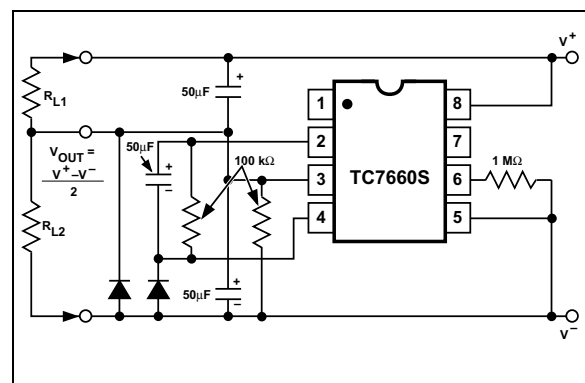 V+
50µF
+
RL1
1
8
VOUT =
V+–V–
2
50µF
+
–
100 kΩ
2
7
TC7660S
1 MΩ
3
6
RL2
4
5
50µF
+
–
V–